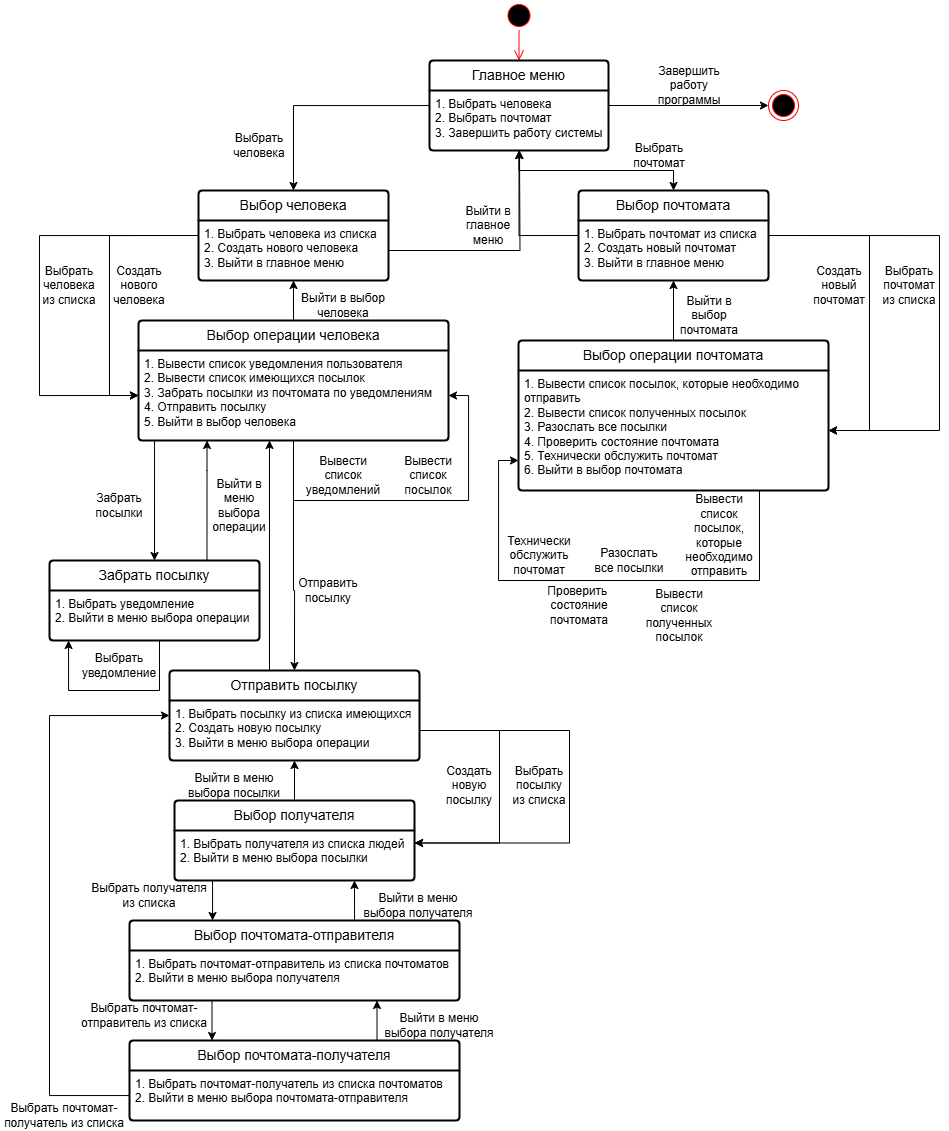 Главное меню
1. Выбрать человека
2. Выбрать почтомат
3. Завершить работу системы
Завершить
работу
программы
Выбрать
человека
Выбрать
почтомат
Выбор человека
1. Выбрать человека из списка
2. Создать нового человека
3. Выйти в главное меню
Выйти в
главное
меню
Выбор почтомата
1. Выбрать почтомат из списка
2. Создать новый почтомат
3. Выйти в главное меню
Выбрать
человека
из списка
Создать
нового
человека
Выйти в выбор
человека
Выйти в
выбор
почтомата
Создать
новый
почтомат
Выбрать
почтомат
из списка
Выбор операции человека
1. Вывести список уведомления пользователя
2. Вывести список имеющихся посылок
3. Забрать посылки из почтомата по уведомлениям
4. Отправить посылку
5. Выйти в выбор человека
Выбор операции почтомата
1. Вывести список посылок, которые необходимо
отправить
2. Вывести список полученных посылок
3. Разослать все посылки
4. Проверить состояние почтомата
5. Технически обслужить почтомат
6. Выйти в выбор почтомата
Забрать
посылки
Выйти в
меню
выбора
операции
Вывести
список
уведомлений
Вывести
список
посылок
Технически
обслужить
почтомат
Разослать
все посылки
Вывести
список
посылок,
которые
необходимо
отправить
Проверить
состояние
почтомата
Вывести
список
полученных
посылок
Забрать посылку
1. Выбрать уведомление
2. Выйти в меню выбора операции
Отправить
посылку
Выбрать
уведомление
Отправить посылку
1. Выбрать посылку из списка имеющихся
2. Создать новую посылку
3. Выйти в меню выбора операции
Выйти в меню
выбора посылки
Создать
новую
посылку
Выбрать
посылку
из списка
Выбор получателя
1. Выбрать получателя из списка людей
2. Выйти в меню выбора посылки
Выбрать получателя
из списка
Выйти в меню
выбора получателя
Выбор почтомата-отправителя
1. Выбрать почтомат-отправитель из списка почтоматов
2. Выйти в меню выбора получателя
Выбрать почтомат-
отправитель из списка
Выйти в меню
выбора получателя
Выбор почтомата-получателя
1. Выбрать почтомат-получатель из списка почтоматов
2. Выйти в меню выбора почтомата-отправителя
Выбрать почтомат-
получатель из списка